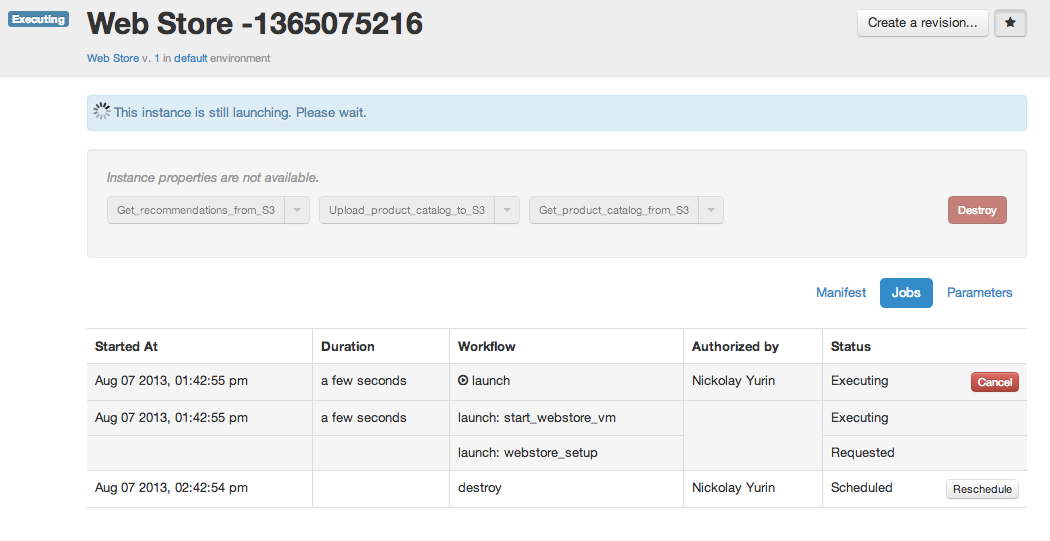 Executing
Web Store -1365075216
Create a revision...
Web Store v. 1 in default environment
This instance is still launching. Please wait.
Instance properties are not available.
Get_recommendations_from_S3 Upload_product_catalog_to_S3 Get_product_catalog_from_S3 Destroy
Manifest Jobs Parameters
Started At Duration Workflow Authorized by Status
Aug 07 2013, 01:42:55 pm a few seconds launch Nickolay Yurin Executing Cancel
Aug 07 2013, 01:42:55 pm a few seconds launch: start_webstore_vm Executing
launch: webstore_setup Requested
Aug 07 2013, 02:42:54 pm destroy Nickolay Yurin Scheduled Reschedule